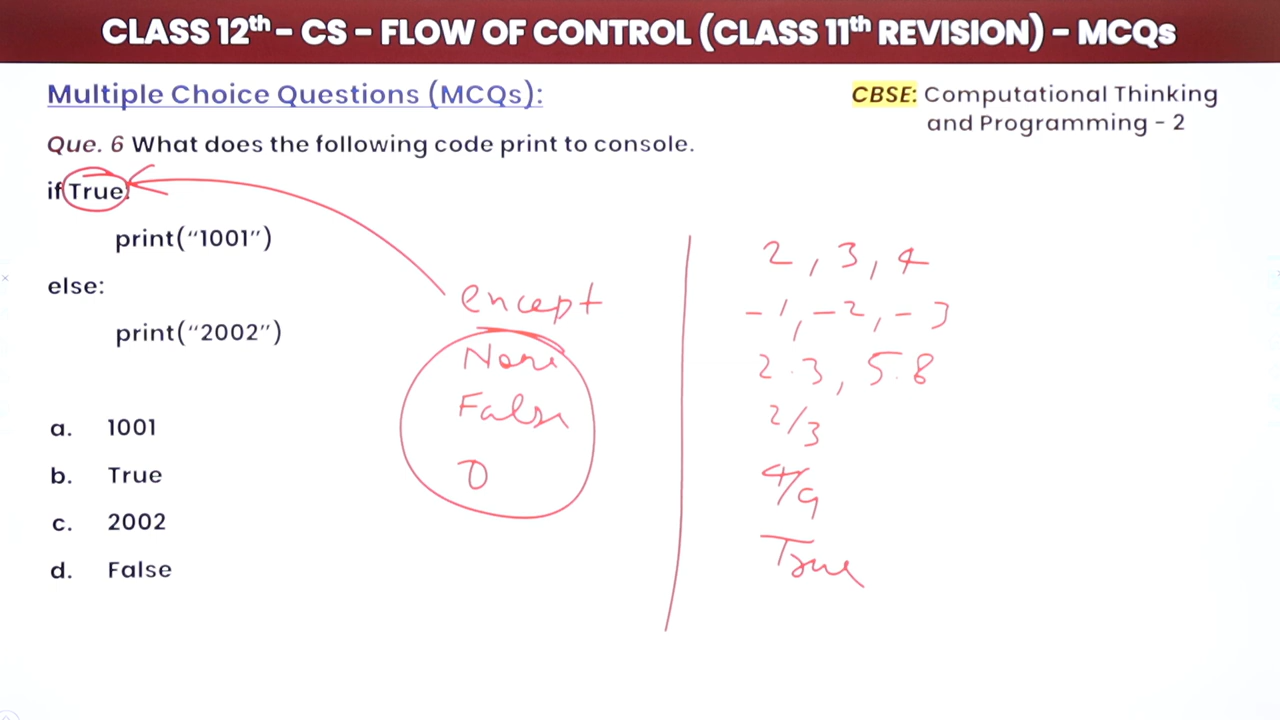 CLASS 12th – CS – FLOW OF CONTROL (CLASS 11th REVISION) – MCQs
Multiple Choice Questions (MCQs):
CBSE: Computational Thinking
and Programming - 2
Que. 6 What does the following code print to console.
if True:
print(“1001”)
else:
print(“2002”)
a. 1001
b. True
c. 2002
d. False
except
None
False
0
2, 3, 4
-1, -2, -3
2.3, 5.8
2/3
4/9
True